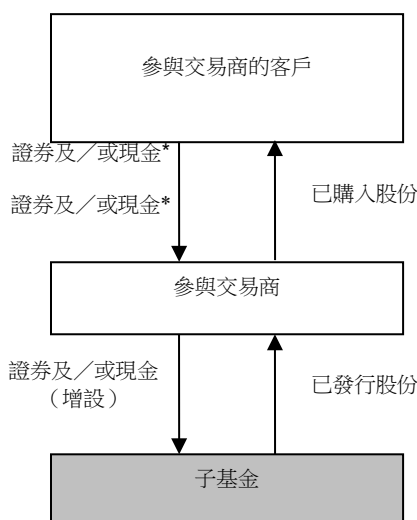 參與交易商的客戶
證券及／或現金*
證券及／或現金*
已購入股份
參與交易商
證券及／或現金
（增設）
已發行股份
子基金